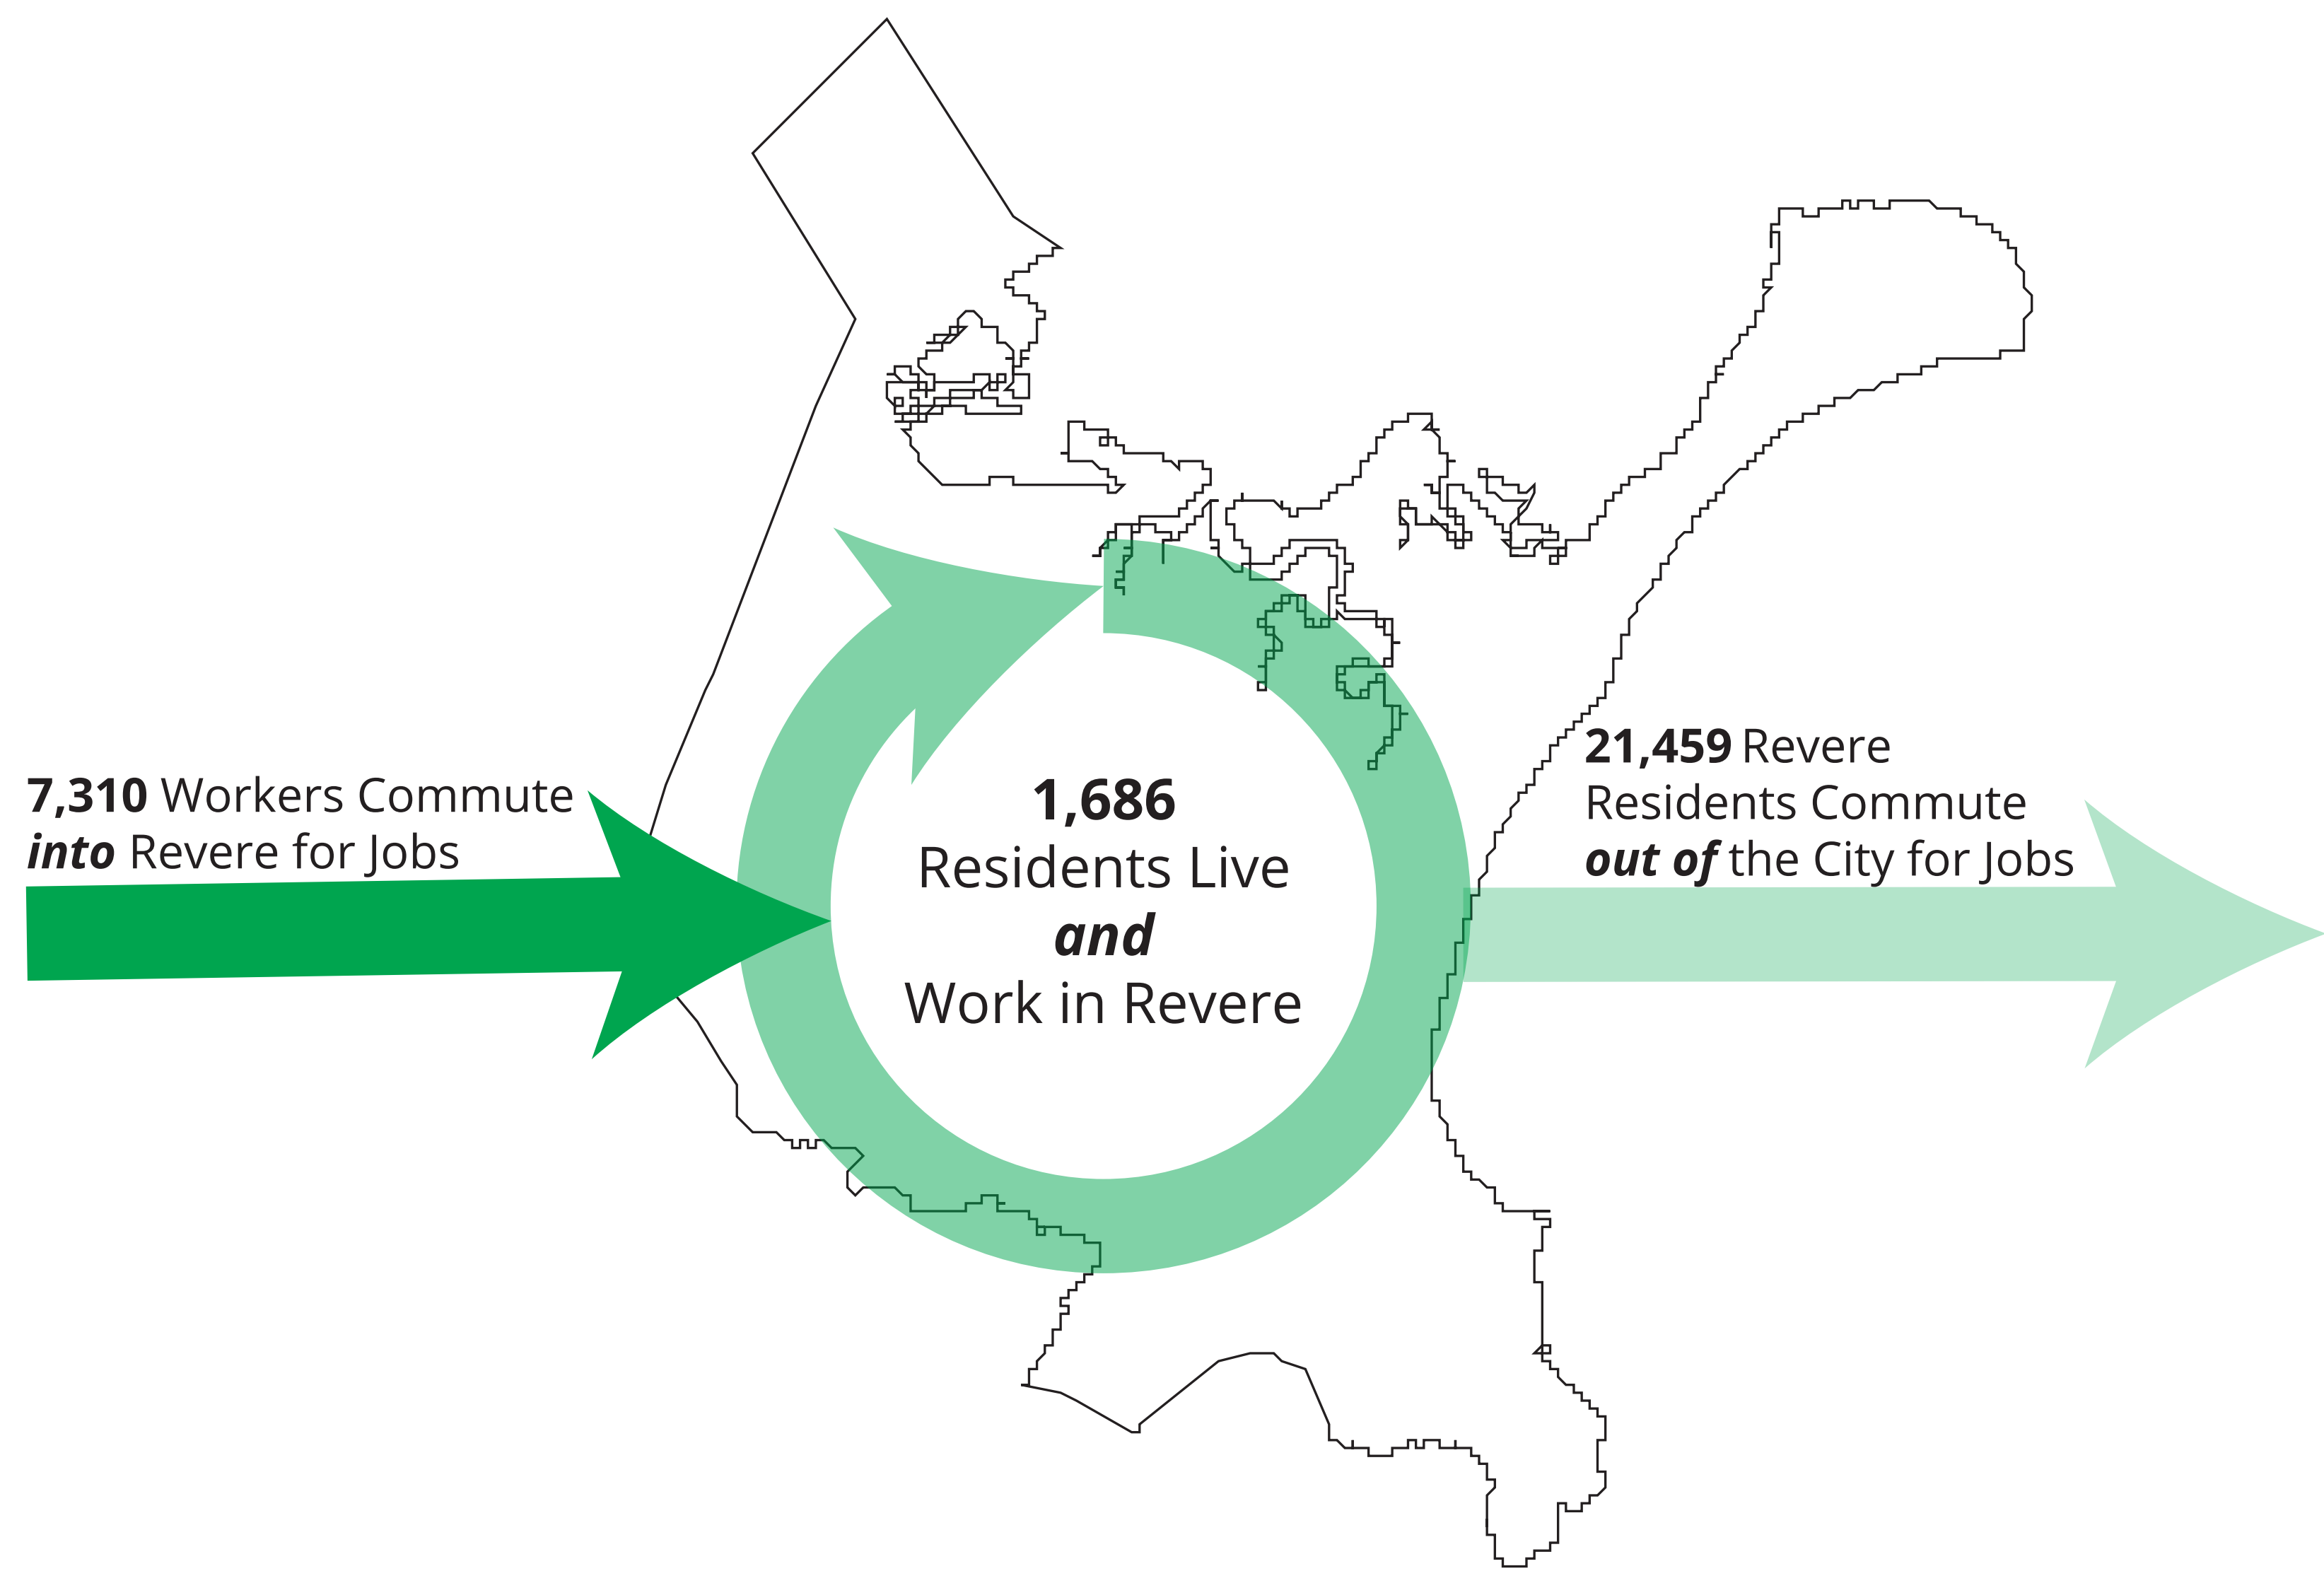 7,310 Workers Commute
into Revere for Jobs
1,686
Residents Live
and
Work in Revere
21,459 Revere
Residents Commute
out of the City for Jobs